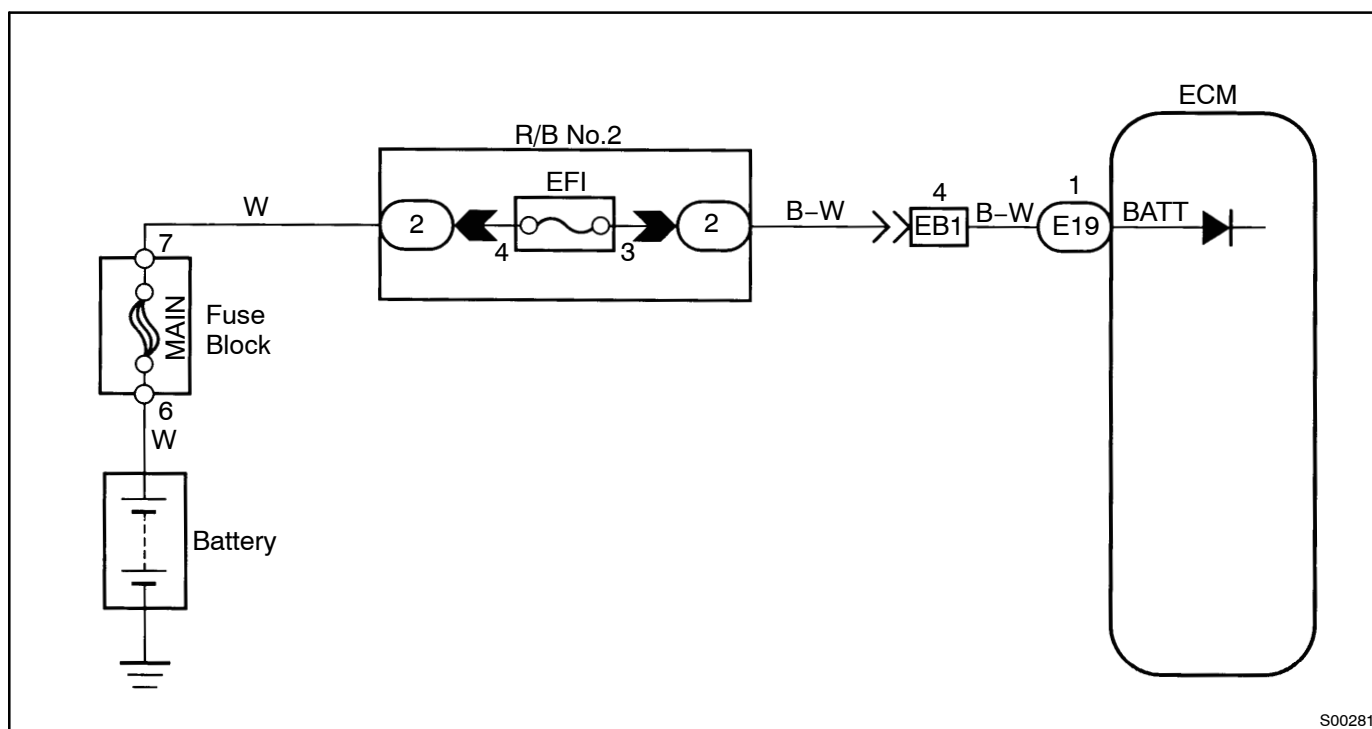 ECM
R/B No.2
W
2
EFI
4
3
2
B–W
4
EB1
B–W
1
E19
BATT
7
MAIN
Fuse
Block
6
W
Battery
S00281